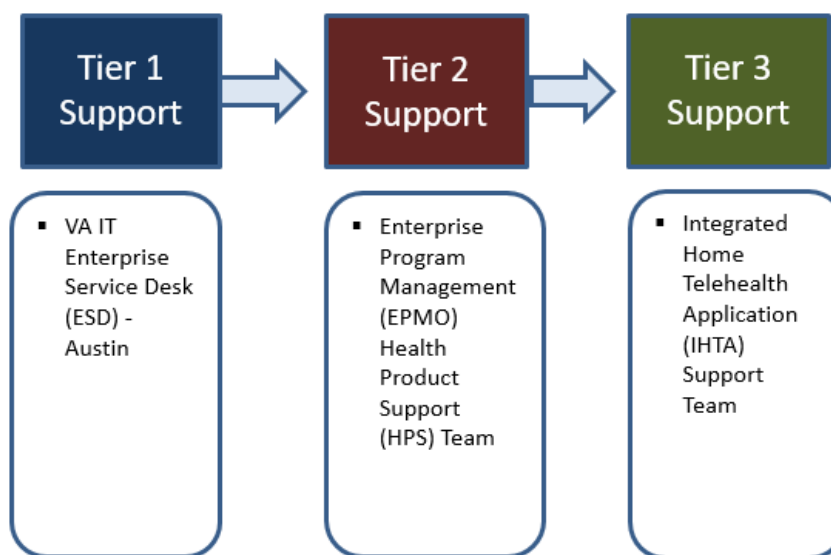 Tier 1
Support
Tier 2
Support
Tier 3
Support
▪ VA IT
Enterprise
Service Desk
(ESD) -
Austin
▪ Enterprise
Program
Management
(EPMO)
Health
Product
Support
(HPS) Team
▪ Integrated
Home
Telehealth
Application
(IHTA)
Support
Team